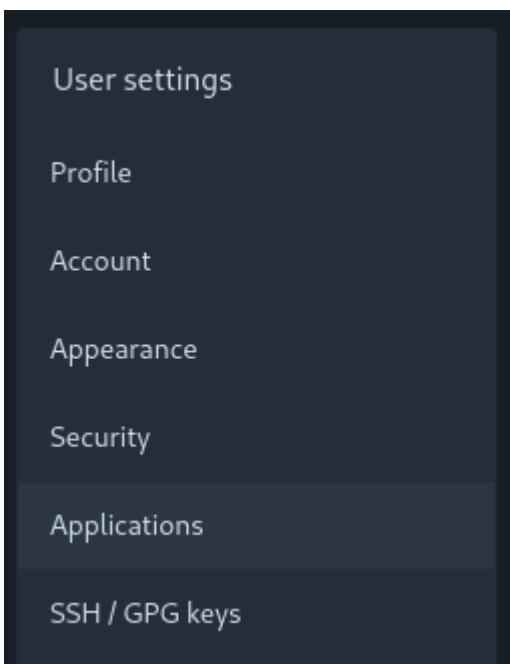 User settings
Profile
Account
Appearance
Security
Applications
SSH / GPG keys